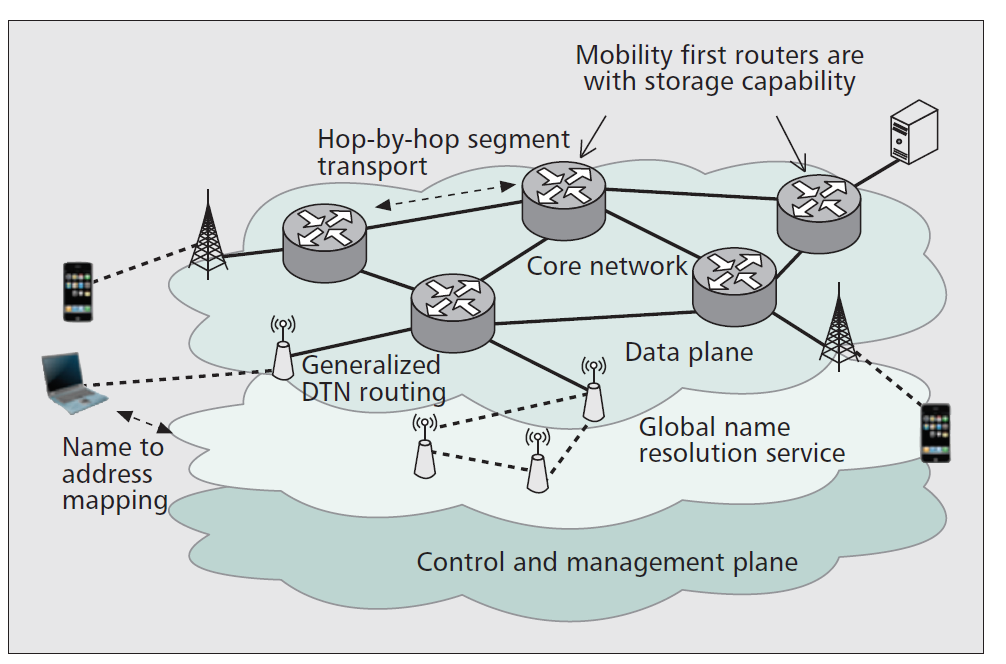 Mobility first routers are
with storage capability
Hop-by-hop segment
transport
Core network
Data plane
Generalized
DTN routing
Global name
resolution service
Name to
address
mapping
Control and management plane